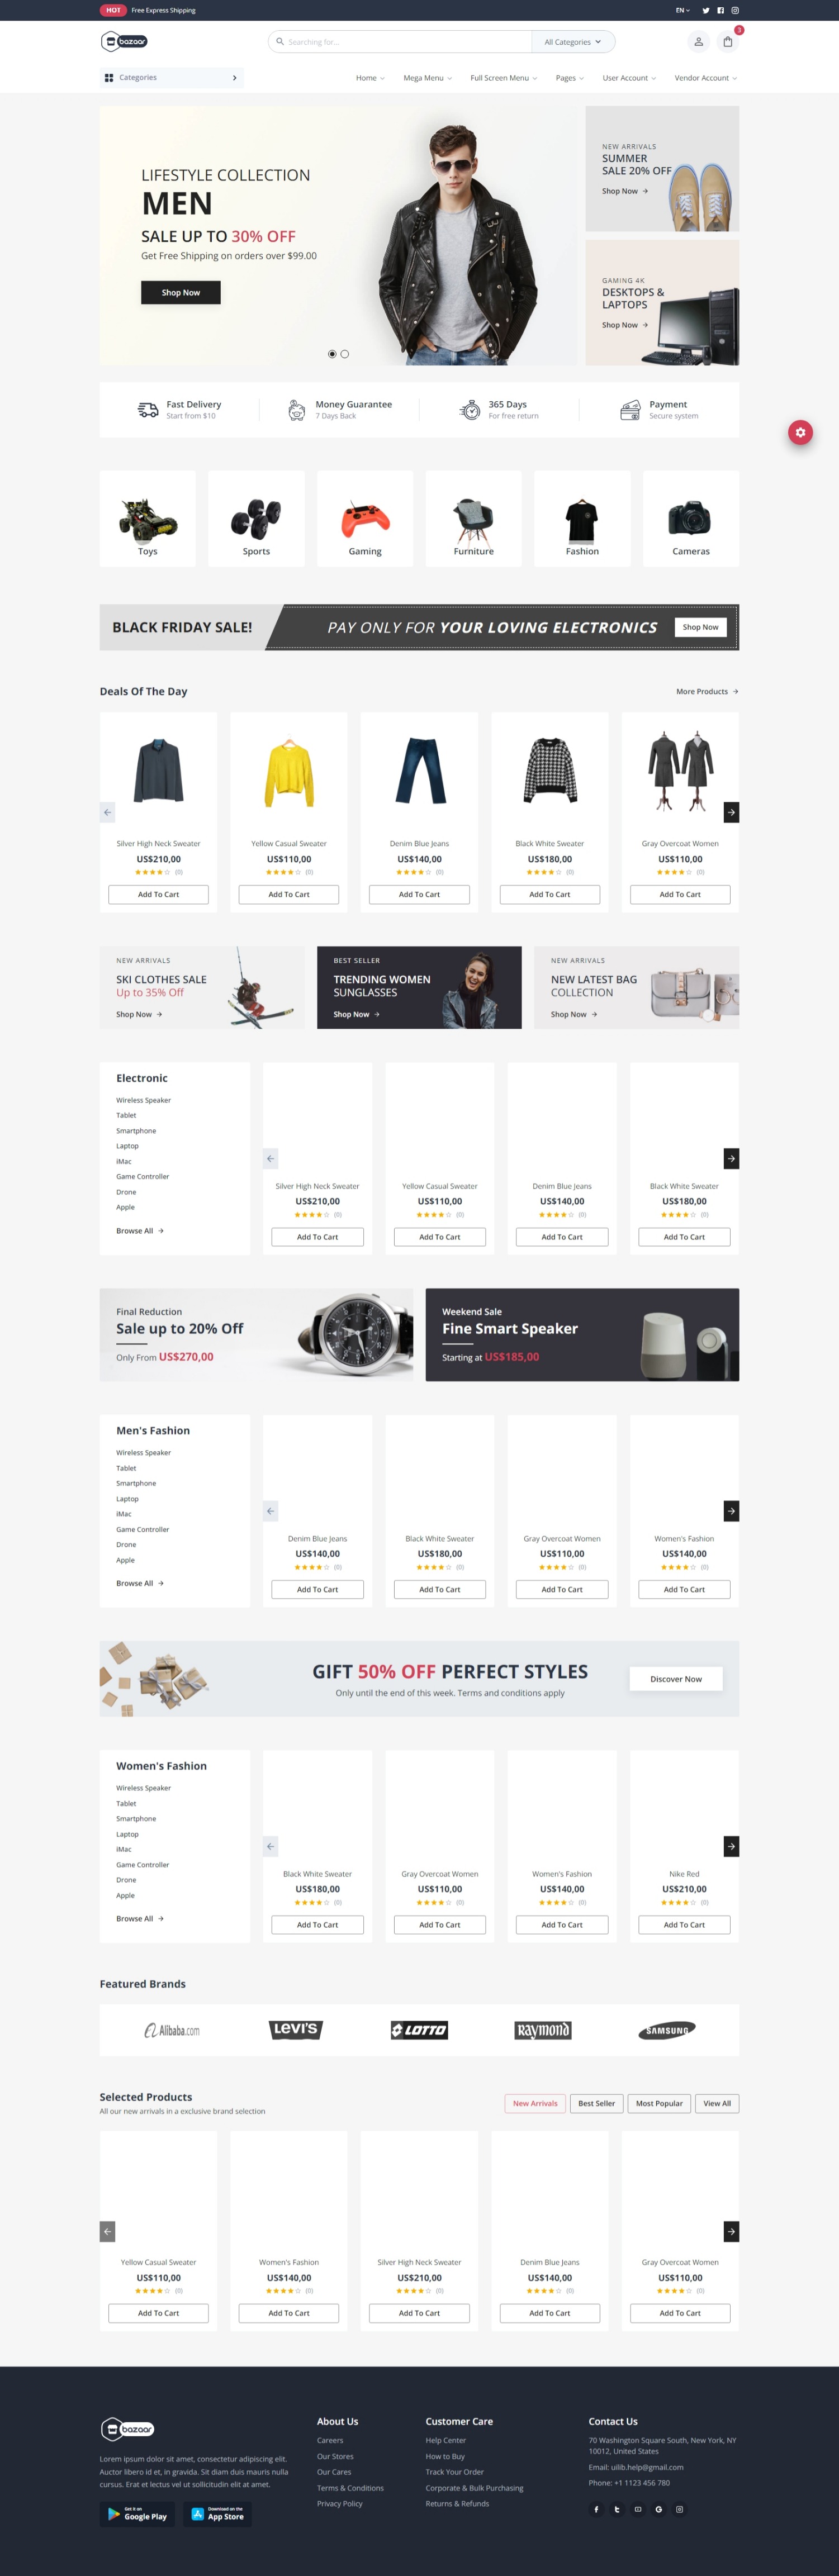 HOT Free Express Shipping
EN
bazaar
Searching for...
All Categories
3
Categories
Home
Mega Menu
Full Screen Menu
Pages
User Account
Vendor Account
LIFESTYLE COLLECTION
MEN
SALE UP TO 30% OFF
Get Free Shipping on orders over $99.00
Shop Now
NEW ARRIVALS
SUMMER
SALE 20% OFF
Shop Now
GAMING 4K
DESKTOPS &
LAPTOPS
Shop Now
Fast Delivery
Start from $10
Money Guarantee
7 Days Back
365 Days
For free return
Payment
Secure system
Toys
Sports
Gaming
Furniture
Fashion
Cameras
BLACK FRIDAY SALE!
PAY ONLY FOR YOUR LOVING ELECTRONICS
Shop Now
Deals Of The Day
More Products
Silver High Neck Sweater
US$210,00
(0)
Add To Cart
Yellow Casual Sweater
US$110,00
(0)
Add To Cart
Denim Blue Jeans
US$140,00
(0)
Add To Cart
Black White Sweater
US$180,00
(0)
Add To Cart
Gray Overcoat Women
US$110,00
(0)
Add To Cart
NEW ARRIVALS
SKI CLOTHES SALE
Up to 35% Off
Shop Now
BEST SELLER
TRENDING WOMEN
SUNGLASSES
Shop Now
NEW ARRIVALS
NEW LATEST BAG
COLLECTION
Shop Now
Electronic
Wireless Speaker
Tablet
Smartphone
Laptop
iMac
Game Controller
Drone
Apple
Browse All
Silver High Neck Sweater
US$210,00
(0)
Add To Cart
Yellow Casual Sweater
US$110,00
(0)
Add To Cart
Denim Blue Jeans
US$140,00
(0)
Add To Cart
Black White Sweater
US$180,00
(0)
Add To Cart
Final Reduction
Sale up to 20% Off
Only From US$270,00
Weekend Sale
Fine Smart Speaker
Starting at US$185,00
Men's Fashion
Wireless Speaker
Tablet
Smartphone
Laptop
iMac
Game Controller
Drone
Apple
Browse All
Denim Blue Jeans
US$140,00
(0)
Add To Cart
Black White Sweater
US$180,00
(0)
Add To Cart
Gray Overcoat Women
US$110,00
(0)
Add To Cart
Women's Fashion
US$140,00
(0)
Add To Cart
GIFT 50% OFF PERFECT STYLES
Only until the end of this week. Terms and conditions apply
Discover Now
Women's Fashion
Wireless Speaker
Tablet
Smartphone
Laptop
iMac
Game Controller
Drone
Apple
Browse All
Black White Sweater
US$180,00
(0)
Add To Cart
Gray Overcoat Women
US$110,00
(0)
Add To Cart
Women's Fashion
US$140,00
(0)
Add To Cart
Nike Red
US$210,00
(0)
Add To Cart
Featured Brands
Alibaba.com
LEVI'S
LOTTO
Raymond
SAMSUNG
Selected Products
All our new arrivals in a exclusive brand selection
New Arrivals
Best Seller
Most Popular
View All
Yellow Casual Sweater
US$110,00
(0)
Add To Cart
Women's Fashion
US$140,00
(0)
Add To Cart
Silver High Neck Sweater
US$210,00
(0)
Add To Cart
Denim Blue Jeans
US$140,00
(0)
Add To Cart
Gray Overcoat Women
US$110,00
(0)
Add To Cart
bazaar
Lorem ipsum dolor sit amet, consectetur adipiscing elit.
Auctor libero id et, in gravida. Sit diam duis mauris nulla
cursus. Erat et lectus vel ut sollicitudin elit at amet.
Get it on
Google Play
Download on the
App Store
About Us
Careers
Our Stores
Our Cares
Terms & Conditions
Privacy Policy
Customer Care
Help Center
How to Buy
Track Your Order
Corporate & Bulk Purchasing
Returns & Refunds
Contact Us
70 Washington Square South, New York, NY
10012, United States
Email: uilib.help@gmail.com
Phone: +1 1123 456 780